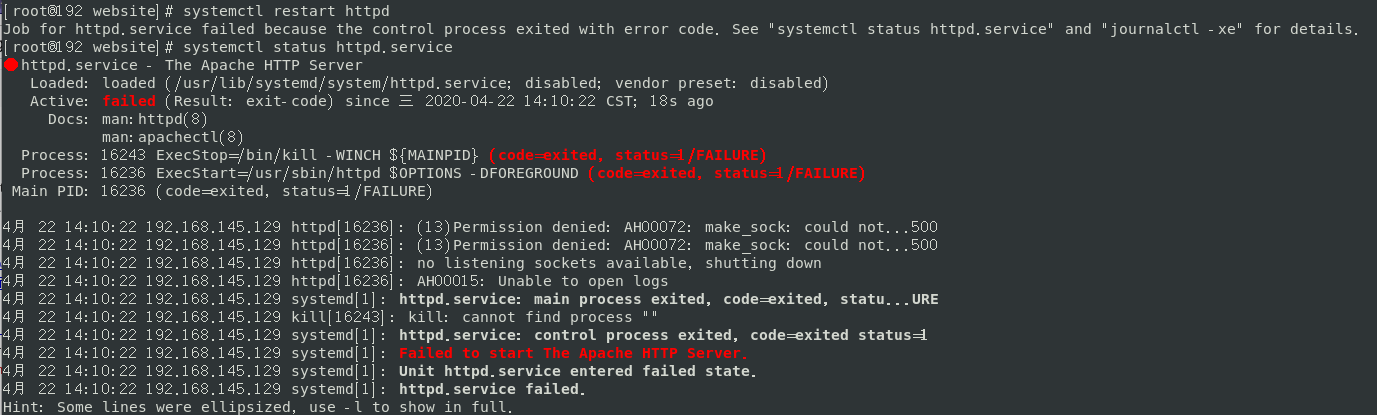 [root@192 website]# systemctl restart httpd
Job for httpd.service failed because the control process exited with error code. See "systemctl status httpd.service" and "journalctl -xe" for details.
[root@192 website]# systemctl status httpd.service
● httpd.service - The Apache HTTP Server
Loaded: loaded (/usr/lib/systemd/system/httpd.service; disabled; vendor preset: disabled)
Active: failed (Result: exit-code) since 三 2020-04-22 14:10:22 CST; 18s ago
Docs: man:httpd(8)
man:apachectl(8)
Process: 16243 ExecStop=/bin/kill -WINCH ${MAINPID} (code=exited, status=1/FAILURE)
Process: 16236 ExecStart=/usr/sbin/httpd $OPTIONS -DFOREGROUND (code=exited, status=1/FAILURE)
Main PID: 16236 (code=exited, status=1/FAILURE)
4月 22 14:10:22 192.168.145.129 httpd[16236]: (13)Permission denied: AH00072: make_sock: could not...500
4月 22 14:10:22 192.168.145.129 httpd[16236]: (13)Permission denied: AH00072: make_sock: could not...500
4月 22 14:10:22 192.168.145.129 httpd[16236]: no listening sockets available, shutting down
4月 22 14:10:22 192.168.145.129 httpd[16236]: AH00015: Unable to open logs
4月 22 14:10:22 192.168.145.129 systemd[1]: httpd.service: main process exited, code=exited, statu...URE
4月 22 14:10:22 192.168.145.129 kill[16243]: kill: cannot find process ""
4月 22 14:10:22 192.168.145.129 systemd[1]: httpd.service: control process exited, code=exited status=1
4月 22 14:10:22 192.168.145.129 systemd[1]: Failed to start The Apache HTTP Server.
4月 22 14:10:22 192.168.145.129 systemd[1]: Unit httpd.service entered failed state.
4月 22 14:10:22 192.168.145.129 systemd[1]: httpd.service failed.
Hint: Some lines were ellipsized, use -l to show in full.